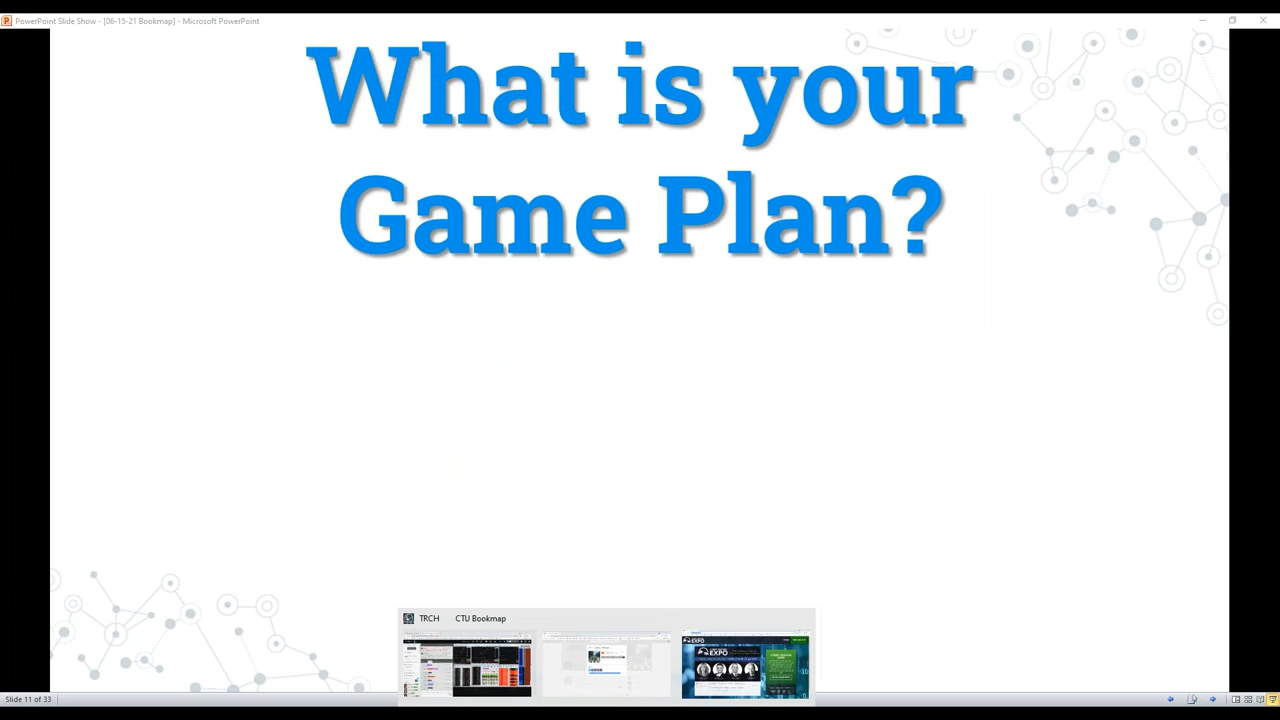 PowerPoint Slide Show - [06-15-21 Bookmap] - Microsoft PowerPoint
What is your
Game Plan?
TRCH CTU Bookmap
EXPO
Slide 11 of 33